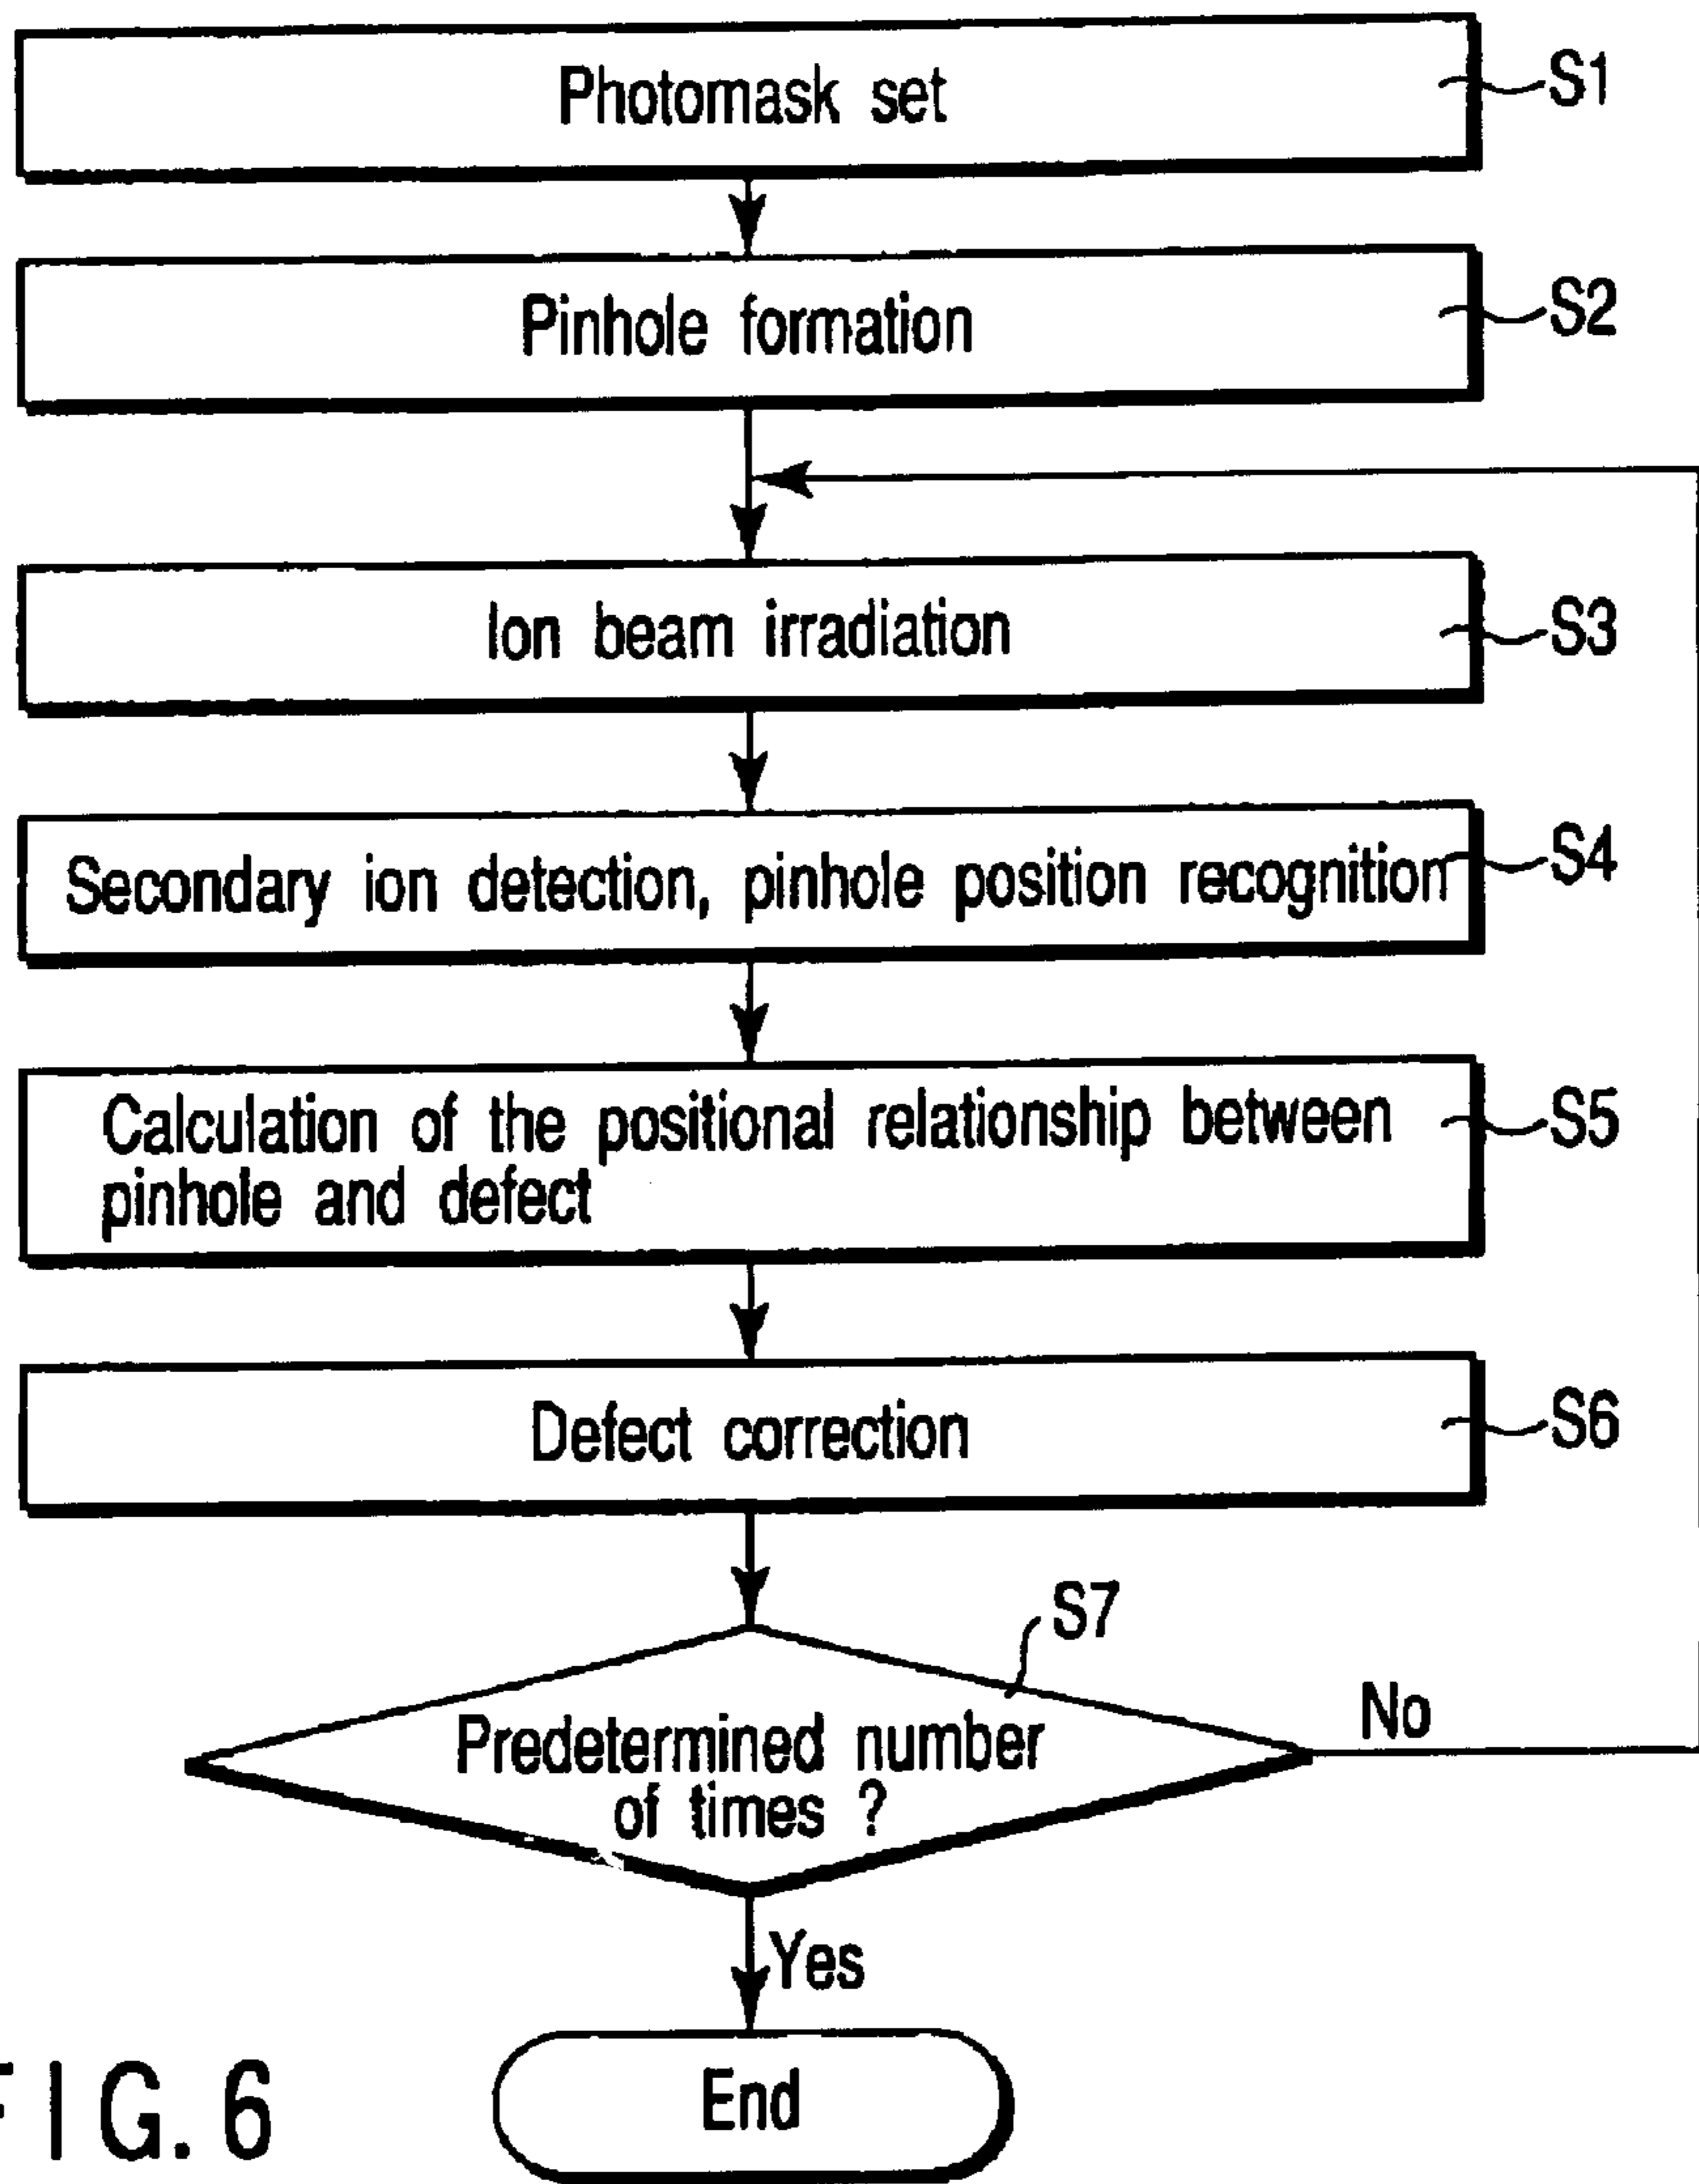 Photomask set
S1
Pinhole formation
S2
Ion beam irradiation
S3
Secondary ion detection, pinhole position recognition
S4
Calculation of the positional relationship between
pinhole and defect
S5
Defect correction
S6
S7
Predetermined number
of times ?
No
Yes
End
FIG. 6